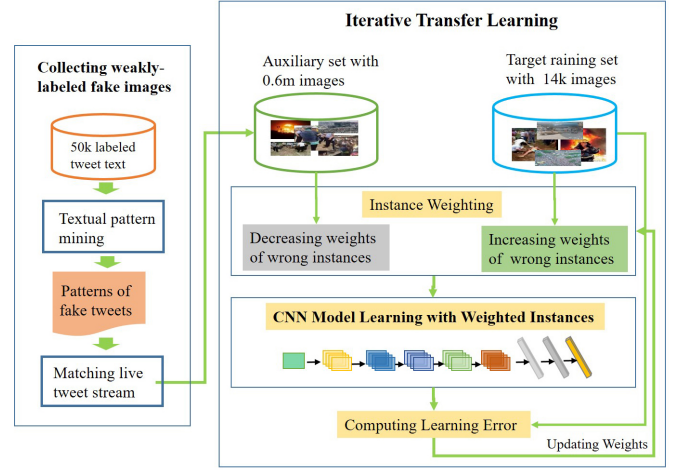 Iterative Transfer Learning
Collecting weakly-
labeled fake images
50k labeled
tweet text
Textual pattern
mining
Patterns of
fake tweets
Matching live
tweet stream
Auxiliary set with
0.6m images
Target raining set
with 14k images
Instance Weighting
Decreasing weights
of wrong instances
Increasing weights
of wrong instances
CNN Model Learning with Weighted Instances
Computing Learning Error
Updating Weights